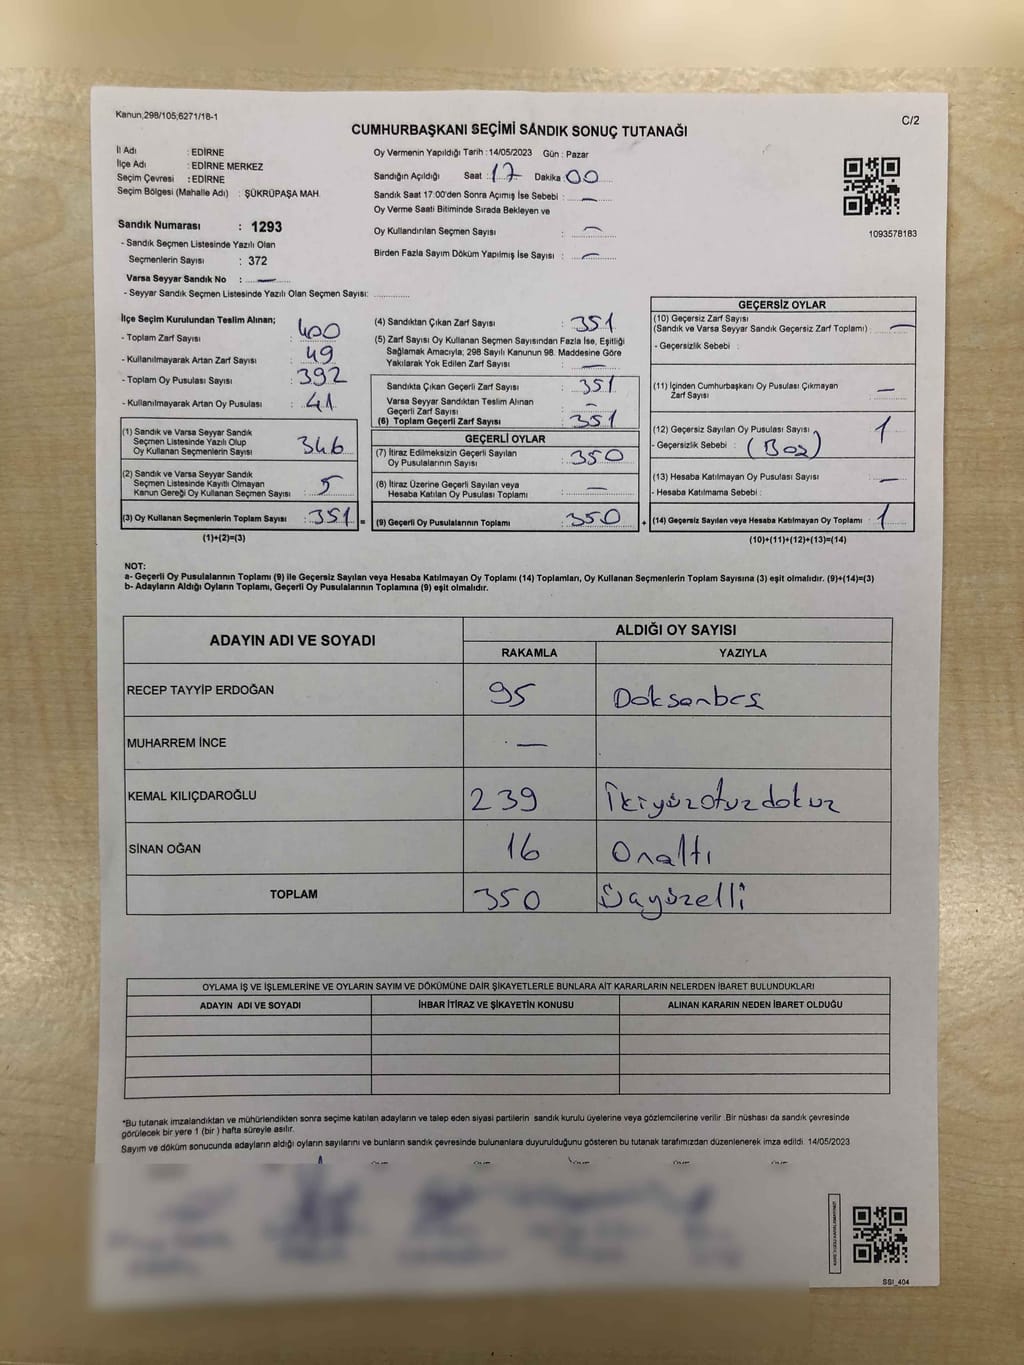 Kanun,298/105,6271/18-1
C/2
CUMHURBAŞKANI SEÇİMİ SANDIK SONUÇ TUTANAĞI
İl Adı : EDİRNE
İlçe Adı : EDİRNE MERKEZ
Seçim Çevresi : EDİRNE
Seçim Bölgesi (Mahalle Adı) : ŞÜKRÜPAŞA MAH.
Sandık Numarası : 1293
- Sandık Seçmen Listesinde Yazılı Olan
Seçmenlerin Sayısı : 372
Varsa Seyyar Sandık No : —
- Seyyar Sandık Seçmen Listesinde Yazılı Olan Seçmen Sayısı: ............
Oy Vermenin Yapıldığı Tarih : 14/05/2023 Gün : Pazar
Sandığın Açıldığı Saat : 17 Dakika 00
Sandık Saat 17:00'den Sonra Açımış İse Sebebi : —
Oy Verme Saati Bitiminde Sırada Bekleyen ve
Oy Kullandırılan Seçmen Sayısı : —
Birden Fazla Sayım Döküm Yapılmış İse Sayısı : —
1093578183
İlçe Seçim Kurulundan Teslim Alınan;
- Toplam Zarf Sayısı : 400
- Kullanılmayarak Artan Zarf Sayısı : 49
- Toplam Oy Pusulası Sayısı : 392
- Kullanılmayarak Artan Oy Pusulası : 41
(1) Sandık ve Varsa Seyyar Sandık
Seçmen Listesinde Yazılı Olup
Oy Kullanan Seçmenlerin Sayısı : 346
(2) Sandık ve Varsa Seyyar Sandık
Seçmen Listesinde Kayıtlı Olmayan
Kanun Gereği Oy Kullanan Seçmen Sayısı : 5
(3) Oy Kullanan Seçmenlerin Toplam Sayısı : 351 =
(1)+(2)=(3)
(4) Sandıktan Çıkan Zarf Sayısı : 351
(5) Zarf Sayısı Oy Kullanan Seçmen Sayısından Fazla İse, Eşitliği
Sağlamak Amacıyla; 298 Sayılı Kanunun 98. Maddesine Göre
Yakılarak Yok Edilen Zarf Sayısı : —
Sandıkta Çıkan Geçerli Zarf Sayısı : 351
Varsa Seyyar Sandıktan Teslim Alınan
Geçerli Zarf Sayısı : —
(6) Toplam Geçerli Zarf Sayısı : 351
GEÇERLİ OYLAR
(7) İtiraz Edilmeksizin Geçerli Sayılan
Oy Pusulalarının Sayısı : 350
(8) İtiraz Üzerine Geçerli Sayılan veya
Hesaba Katılan Oy Pusulası Toplamı : —
(9) Geçerli Oy Pusulalarının Toplamı : 350 +
GEÇERSİZ OYLAR
(10) Geçersiz Zarf Sayısı
(Sandık ve Varsa Seyyar Sandık Geçersiz Zarf Toplamı) : —
- Geçersizlik Sebebi :
(11) İçinden Cumhurbaşkanı Oy Pusulası Çıkmayan
Zarf Sayısı : —
(12) Geçersiz Sayılan Oy Pusulası Sayısı : 1
- Geçersizlik Sebebi : (Boş)
(13) Hesaba Katılmayan Oy Pusulası Sayısı : —
- Hesaba Katılmama Sebebi :
(14) Geçersiz Sayılan veya Hesaba Katılmayan Oy Toplamı : 1
(10)+(11)+(12)+(13)=(14)
NOT:
a- Geçerli Oy Pusulalarının Toplamı (9) ile Geçersiz Sayılan veya Hesaba Katılmayan Oy Toplamı (14) Toplamları, Oy Kullanan Seçmenlerin Toplam Sayısına (3) eşit olmalıdır. (9)+(14)=(3)
b- Adayların Aldığı Oyların Toplamı, Geçerli Oy Pusulalarının Toplamına (9) eşit olmalıdır.
ADAYIN ADI VE SOYADI
ALDIĞI OY SAYISI
RAKAMLA YAZIYLA
RECEP TAYYİP ERDOĞAN 95 Doksanbeş
MUHARREM İNCE —
KEMAL KILIÇDAROĞLU 239 İkiyüzotuzdokuz
SİNAN OĞAN 16 Onaltı
TOPLAM 350 Üçyüzelli
OYLAMA İŞ VE İŞLEMLERİNE VE OYLARIN SAYIM VE DÖKÜMÜNE DAİR ŞİKAYETLERLE BUNLARA AİT KARARLARIN NELERDEN İBARET BULUNDUKLARI
ADAYIN ADI VE SOYADI İHBAR İTİRAZ VE ŞİKAYETİN KONUSU ALINAN KARARIN NEDEN İBARET OLDUĞU
*Bu tutanak imzalandıktan ve mühürlendikten sonra seçime katılan adayların ve talep eden siyasi partilerin sandık kurulu üyelerine veya gözlemcilerine verilir .Bir nüshası da sandık çevresinde
görülecek bir yere 1 (bir ) hafta süreyle asılır.
Sayım ve döküm sonucunda adayların aldığı oyların sayılarını ve bunların sandık çevresinde bulunanlara duyurulduğunu gösteren bu tutanak tarafımızdan düzenlenerek imza edildi. 14/05/2023
SSI_404